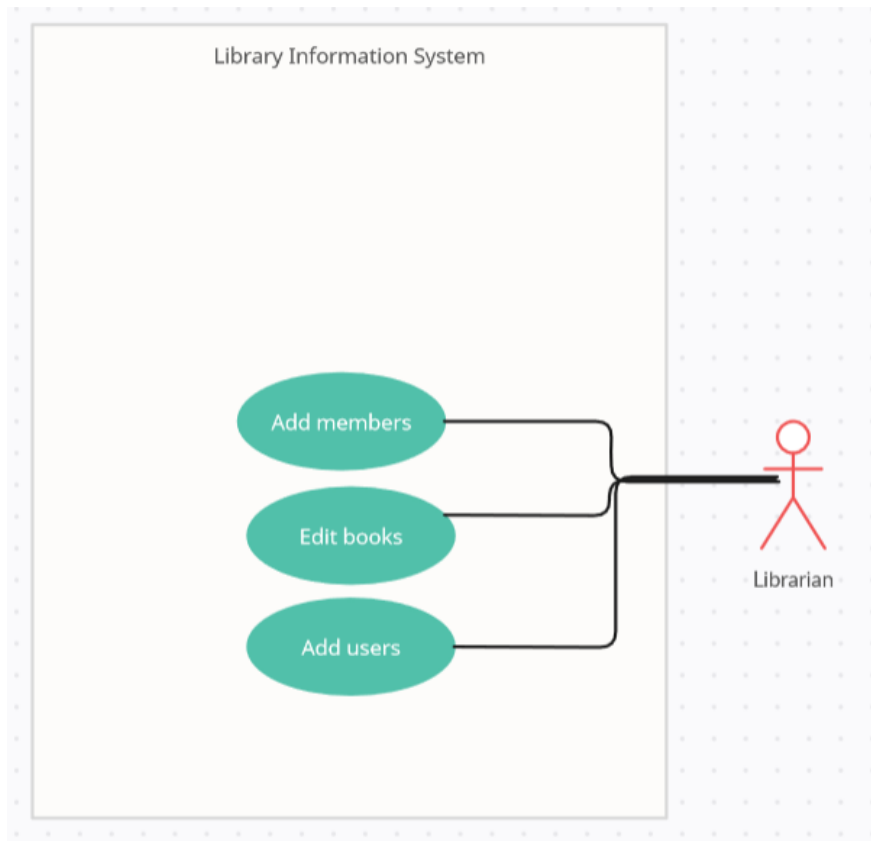 Library Information System
Add members
Edit books
Add users
Librarian